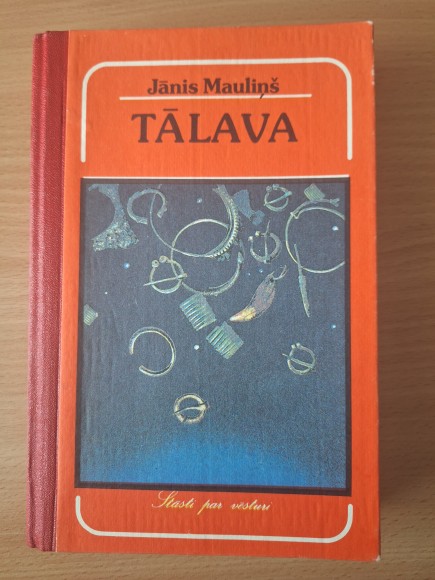 Jānis Mauliņš
TĀLAVA
Stāsti par vēsturi